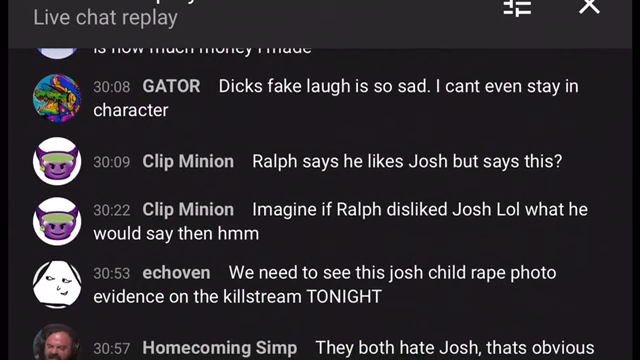 Live chat replay
is how much money i made
30:08 GATOR Dicks fake laugh is so sad. I cant even stay in
character
30:09 Clip Minion Ralph says he likes Josh but says this?
30:22 Clip Minion Imagine if Ralph disliked Josh Lol what he
would say then hmm
30:53 echoven We need to see this josh child rape photo
evidence on the killstream TONIGHT
30:57 Homecoming Simp They both hate Josh, thats obvious